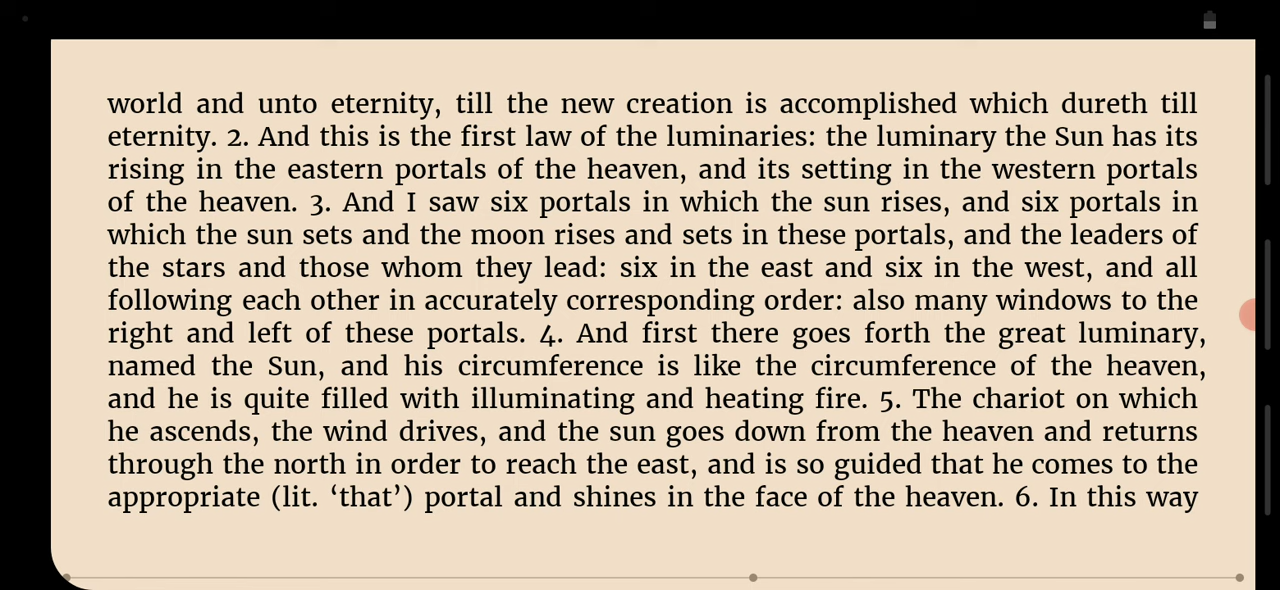 world and unto eternity, till the new creation is accomplished which dureth till
eternity. 2. And this is the first law of the luminaries: the luminary the Sun has its
rising in the eastern portals of the heaven, and its setting in the western portals
of the heaven. 3. And I saw six portals in which the sun rises, and six portals in
which the sun sets and the moon rises and sets in these portals, and the leaders of
the stars and those whom they lead: six in the east and six in the west, and all
following each other in accurately corresponding order: also many windows to the
right and left of these portals. 4. And first there goes forth the great luminary,
named the Sun, and his circumference is like the circumference of the heaven,
and he is quite filled with illuminating and heating fire. 5. The chariot on which
he ascends, the wind drives, and the sun goes down from the heaven and returns
through the north in order to reach the east, and is so guided that he comes to the
appropriate (lit. ‘that’) portal and shines in the face of the heaven. 6. In this way